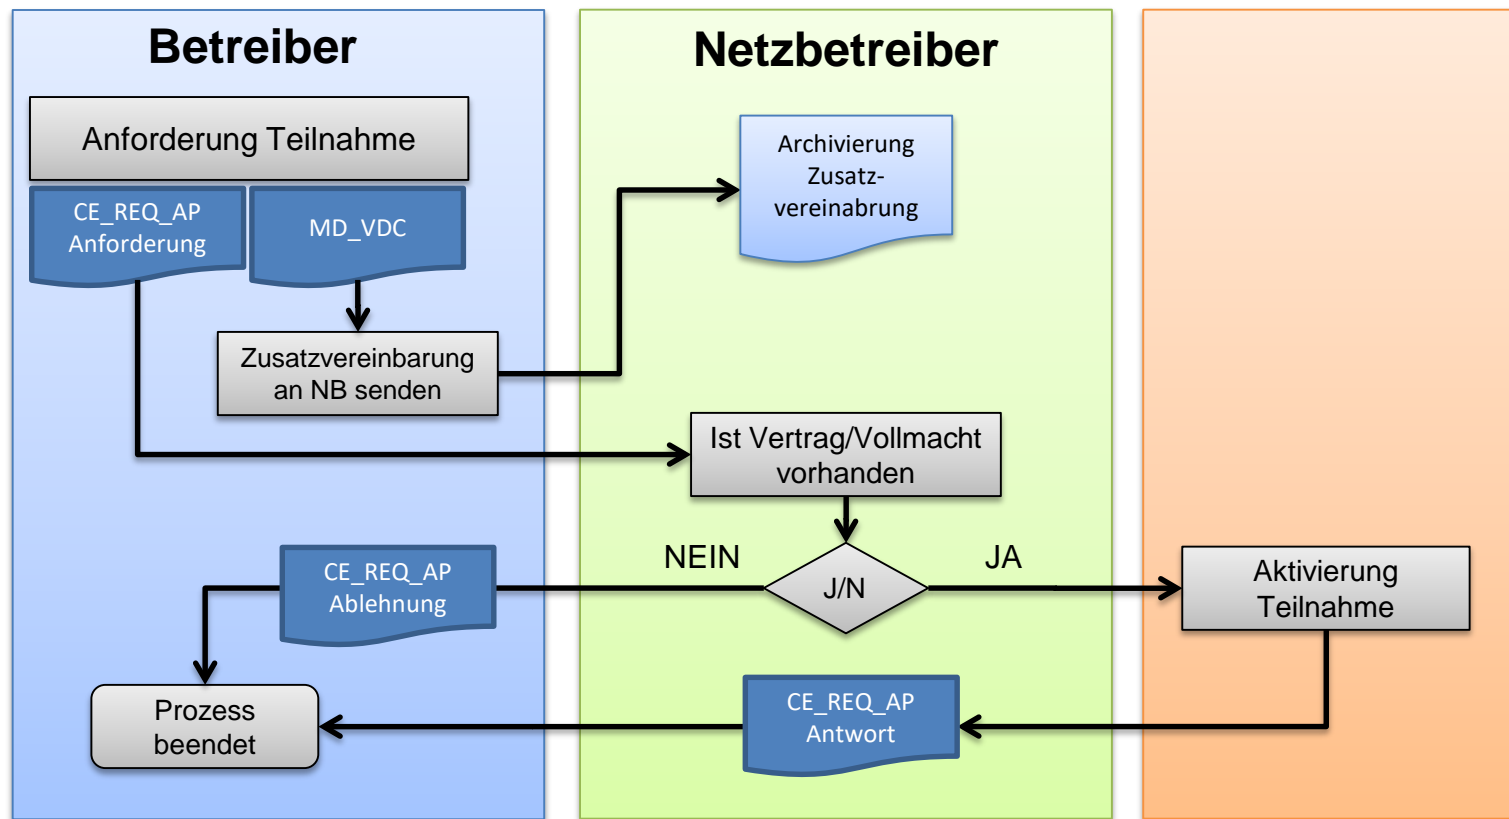 Betreiber
Netzbetreiber
Anforderung Teilnahme
CE_REQ_AP
Anforderung
MD_VDC
Archivierung
Zusatz-
vereinabrung
Zusatzvereinbarung
an NB senden
Ist Vertrag/Vollmacht
vorhanden
NEIN
JA
J/N
CE_REQ_AP
Ablehnung
Aktivierung
Teilnahme
Prozess
beendet
CE_REQ_AP
Antwort